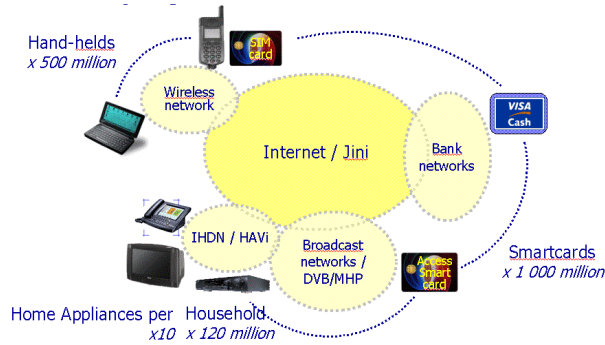 Hand-helds
x 500 million
SIM
card
Wireless
network
VISA
Cash
Internet / Jini
Bank
networks
IHDN / HAVi
Broadcast
networks /
DVB/MHP
Access
Smart
card
Smartcards
x 1 000 million
Home Appliances per Household
x10 x 120 million